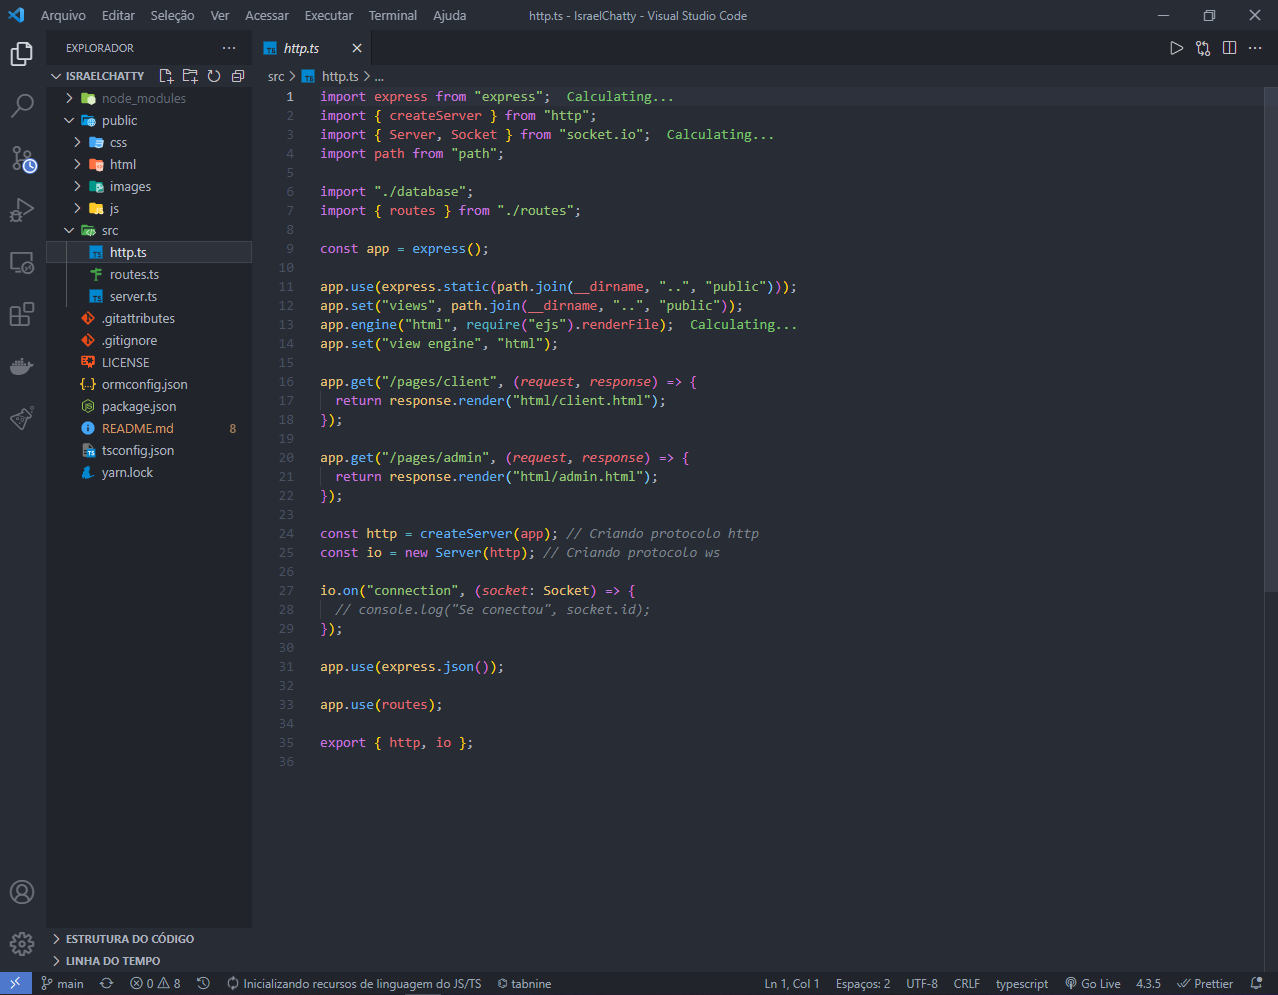 Arquivo Editar Seleção Ver Acessar Executar Terminal Ajuda
http.ts - IsraelChatty - Visual Studio Code
EXPLORADOR
ISRAELCHATTY
node_modules
public
css
html
images
js
src
http.ts
routes.ts
server.ts
.gitattributes
.gitignore
LICENSE
ormconfig.json
package.json
README.md 8
tsconfig.json
yarn.lock
ESTRUTURA DO CÓDIGO
LINHA DO TEMPO
http.ts
src > http.ts > ...
1 import express from "express"; Calculating...
2 import { createServer } from "http";
3 import { Server, Socket } from "socket.io"; Calculating...
4 import path from "path";
5
6 import "./database";
7 import { routes } from "./routes";
8
9 const app = express();
10
11 app.use(express.static(path.join(__dirname, "..", "public")));
12 app.set("views", path.join(__dirname, "..", "public"));
13 app.engine("html", require("ejs").renderFile); Calculating...
14 app.set("view engine", "html");
15
16 app.get("/pages/client", (request, response) => {
17 return response.render("html/client.html");
18 });
19
20 app.get("/pages/admin", (request, response) => {
21 return response.render("html/admin.html");
22 });
23
24 const http = createServer(app); // Criando protocolo http
25 const io = new Server(http); // Criando protocolo ws
26
27 io.on("connection", (socket: Socket) => {
28 // console.log("Se conectou", socket.id);
29 });
30
31 app.use(express.json());
32
33 app.use(routes);
34
35 export { http, io };
36
main 0 8 Inicializando recursos de linguagem do JS/TS tabnine Ln 1, Col 1 Espaços: 2 UTF-8 CRLF typescript Go Live 4.3.5 Prettier